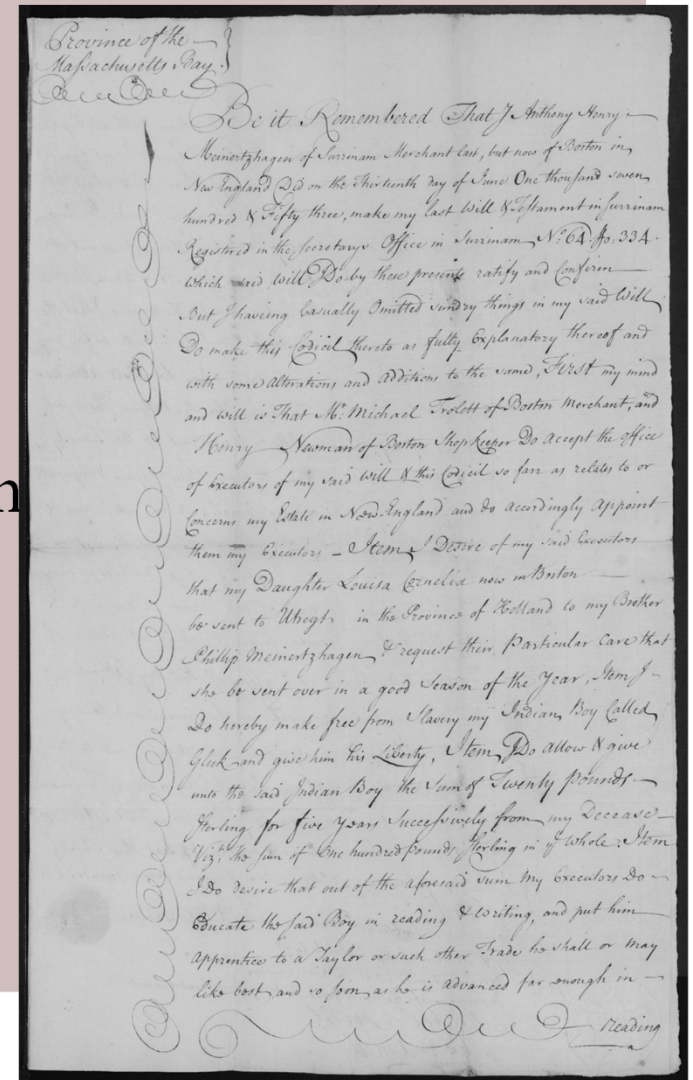 Province of the
Massachusetts Bay.
Be it Remembered That I Anthony Henry
Meinertzhagen of Surrinam Merchant last, but now of Boston in
New England Did on the Thirteenth day of June One thousand seven
hundred & Fifty three, make my last Will & Testament in Surrinam
Registred in the Secretarys Office in Surrinam No. 64 fo: 334
which said Will Do by these presents ratify and Confirm
But I haveing Casually Omitted sundry things in my said Will
Do make this Codicil thereto as fully Explanatory thereof and
with some alterations and additions to the same, First my mind
and will is That Mr. Michael Trolett of Boston Merchant, and
Henry Newman of Boston Shopkeeper Do accept the office
of Executors of my said Will & this Codicil so farr as relates to or
Concerns my Estate in New England and do accordingly appoint
them my Executors – Item, I Desire of my said Executors
that my Daughter Louisa Cornelia now in Boston
be sent to Utregt in the Province of Holland to my Brother
Phillip Meinertzhagen & request their Particular Care that
she be sent over in a good Season of the Year, Item I
Do hereby make free from Slavery my Indian Boy Called
Gluk and give him his Liberty, Item, I Do allow & give
unto the said Indian Boy the Sum of Twenty pounds
Sterling for five Years Successively from my Decease
Vizt. the sum of One hundred pounds Sterling in ye Whole. Item
I do desire that out of the aforesaid sum my Executors Do
Educate the said Boy in reading & writing, and put him
Apprentice to a Taylor or such other Trade he shall or may
like best and so soon as he is advanced far enough in
reading
n